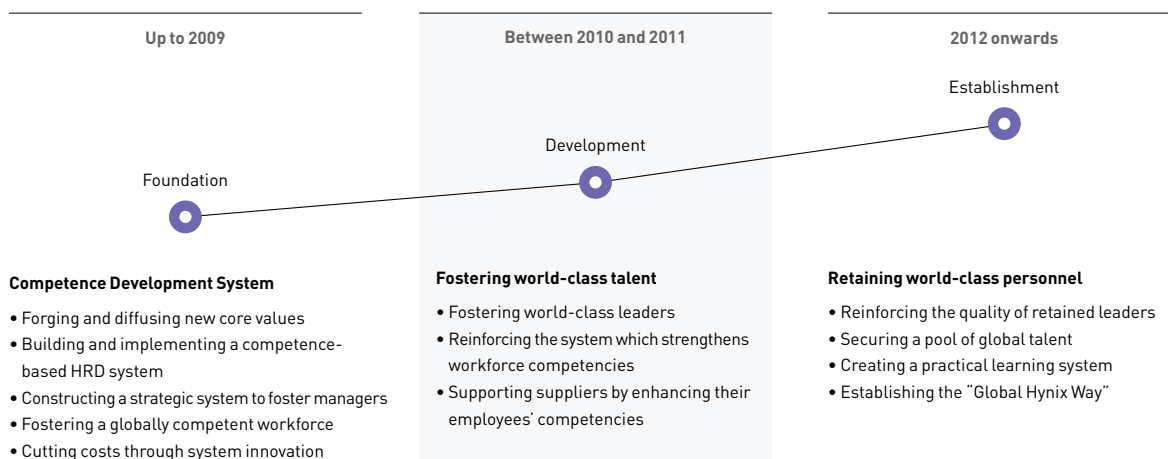 Up to 2009
Between 2010 and 2011
2012 onwards
Foundation
Development
Establishment
Competence Development System
• Forging and diffusing new core values
• Building and implementing a competence-
based HRD system
• Constructing a strategic system to foster managers
• Fostering a globally competent workforce
• Cutting costs through system innovation
Fostering world-class talent
• Fostering world-class leaders
• Reinforcing the system which strengthens
workforce competencies
• Supporting suppliers by enhancing their
employees’ competencies
Retaining world-class personnel
• Reinforcing the quality of retained leaders
• Securing a pool of global talent
• Creating a practical learning system
• Establishing the “Global Hynix Way”